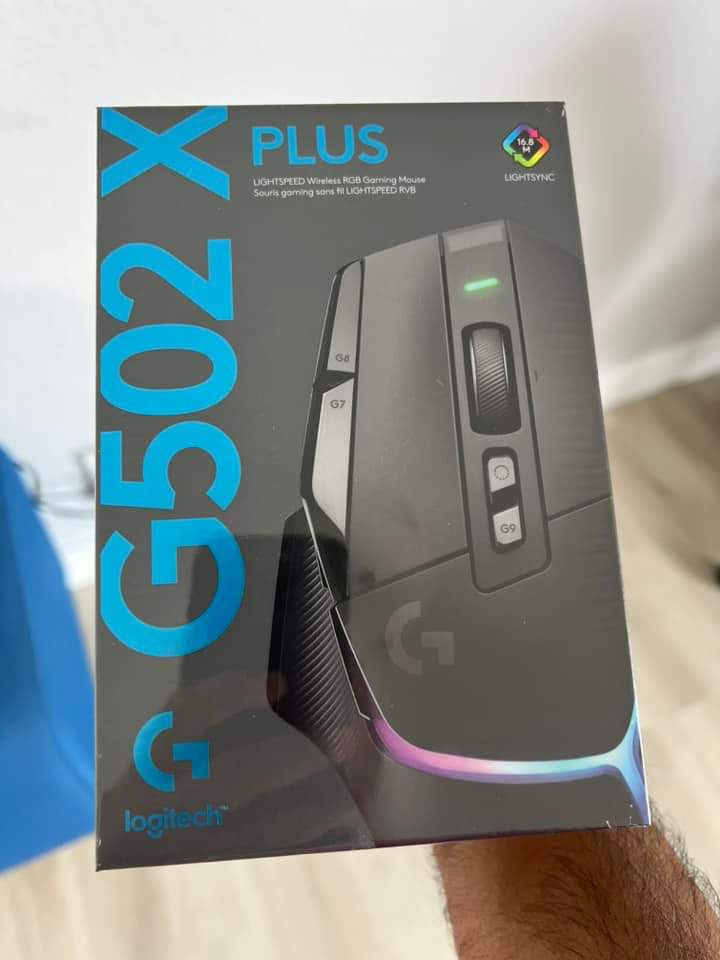 G502 X
PLUS
LIGHTSPEED Wireless RGB Gaming Mouse
Souris gaming sans fil LIGHTSPEED RVB
16.8
M
LIGHTSYNC
G8
G7
G9
G
logitech™